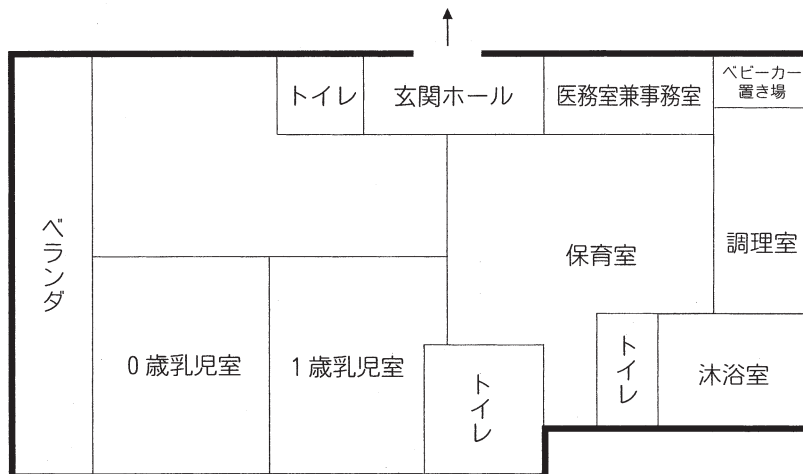 トイレ
玄関ホール
医務室兼事務室
ベビーカー
置き場
ベランダ
保育室
調理室
0歳乳児室
1歳乳児室
トイレ
トイレ
沐浴室